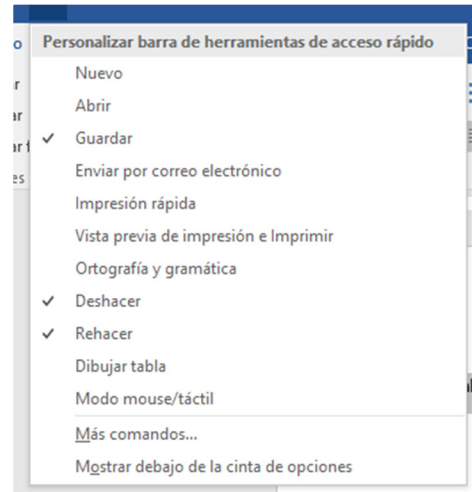 Personalizar barra de herramientas de acceso rápido
Nuevo
Abrir
Guardar
Enviar por correo electrónico
Impresión rápida
Vista previa de impresión e Imprimir
Ortografía y gramática
Deshacer
Rehacer
Dibujar tabla
Modo mouse/táctil
Más comandos...
Mostrar debajo de la cinta de opciones